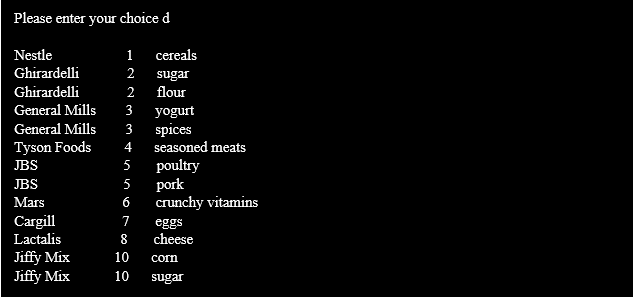 Please enter your choice d
Nestle 1 cereals
Ghirardelli 2 sugar
Ghirardelli 2 flour
General Mills 3 yogurt
General Mills 3 spices
Tyson Foods 4 seasoned meats
JBS 5 poultry
JBS 5 pork
Mars 6 crunchy vitamins
Cargill 7 eggs
Lactalis 8 cheese
Jiffy Mix 10 corn
Jiffy Mix 10 sugar